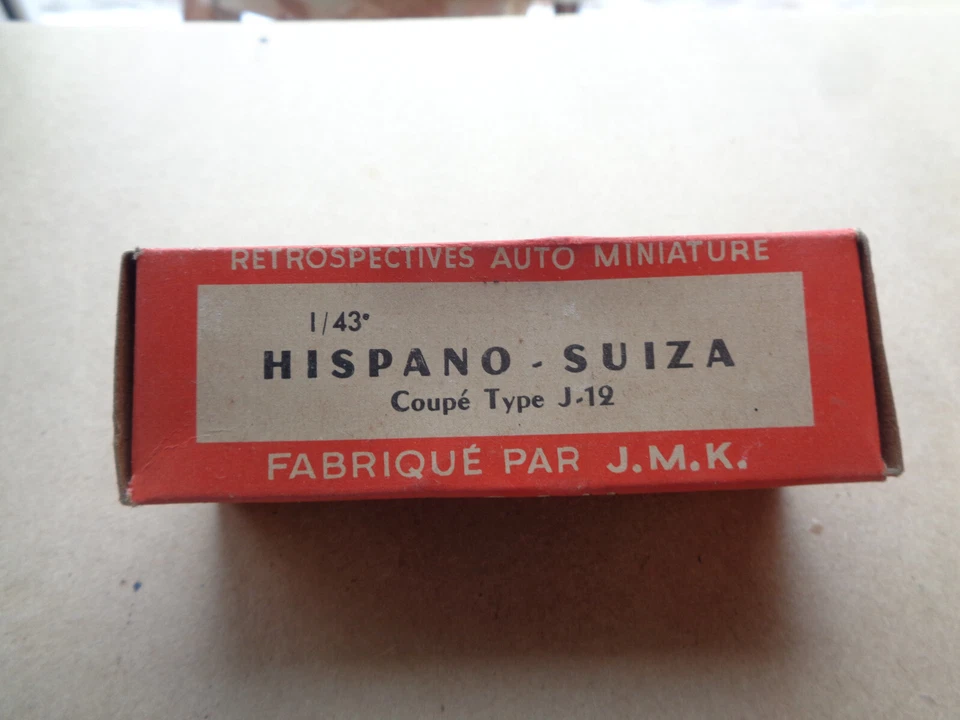 RETROSPECTIVES AUTO MINIATURE
1/43e
HISPANO - SUIZA
Coupé Type J-12
FABRIQUÉ PAR J.M.K.